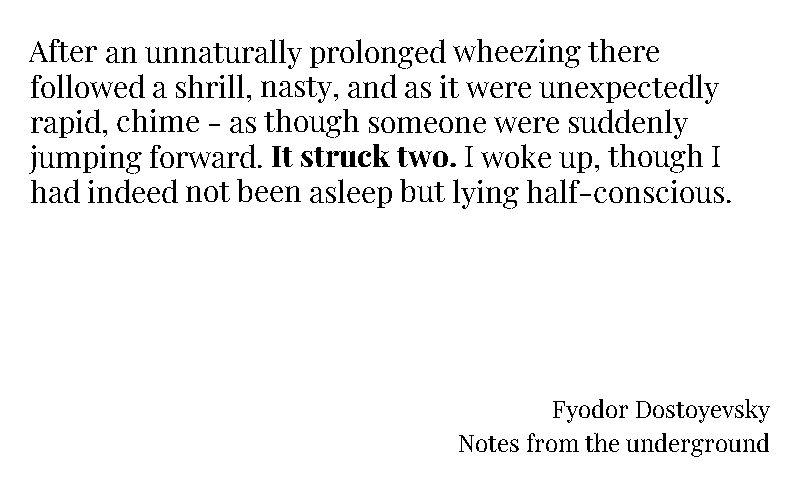 After an unnaturally prolonged wheezing there
followed a shrill, nasty, and as it were unexpectedly
rapid, chime - as though someone were suddenly
jumping forward. It struck two. I woke up, though I
had indeed not been asleep but lying half-conscious.
Fyodor Dostoyevsky
Notes from the underground